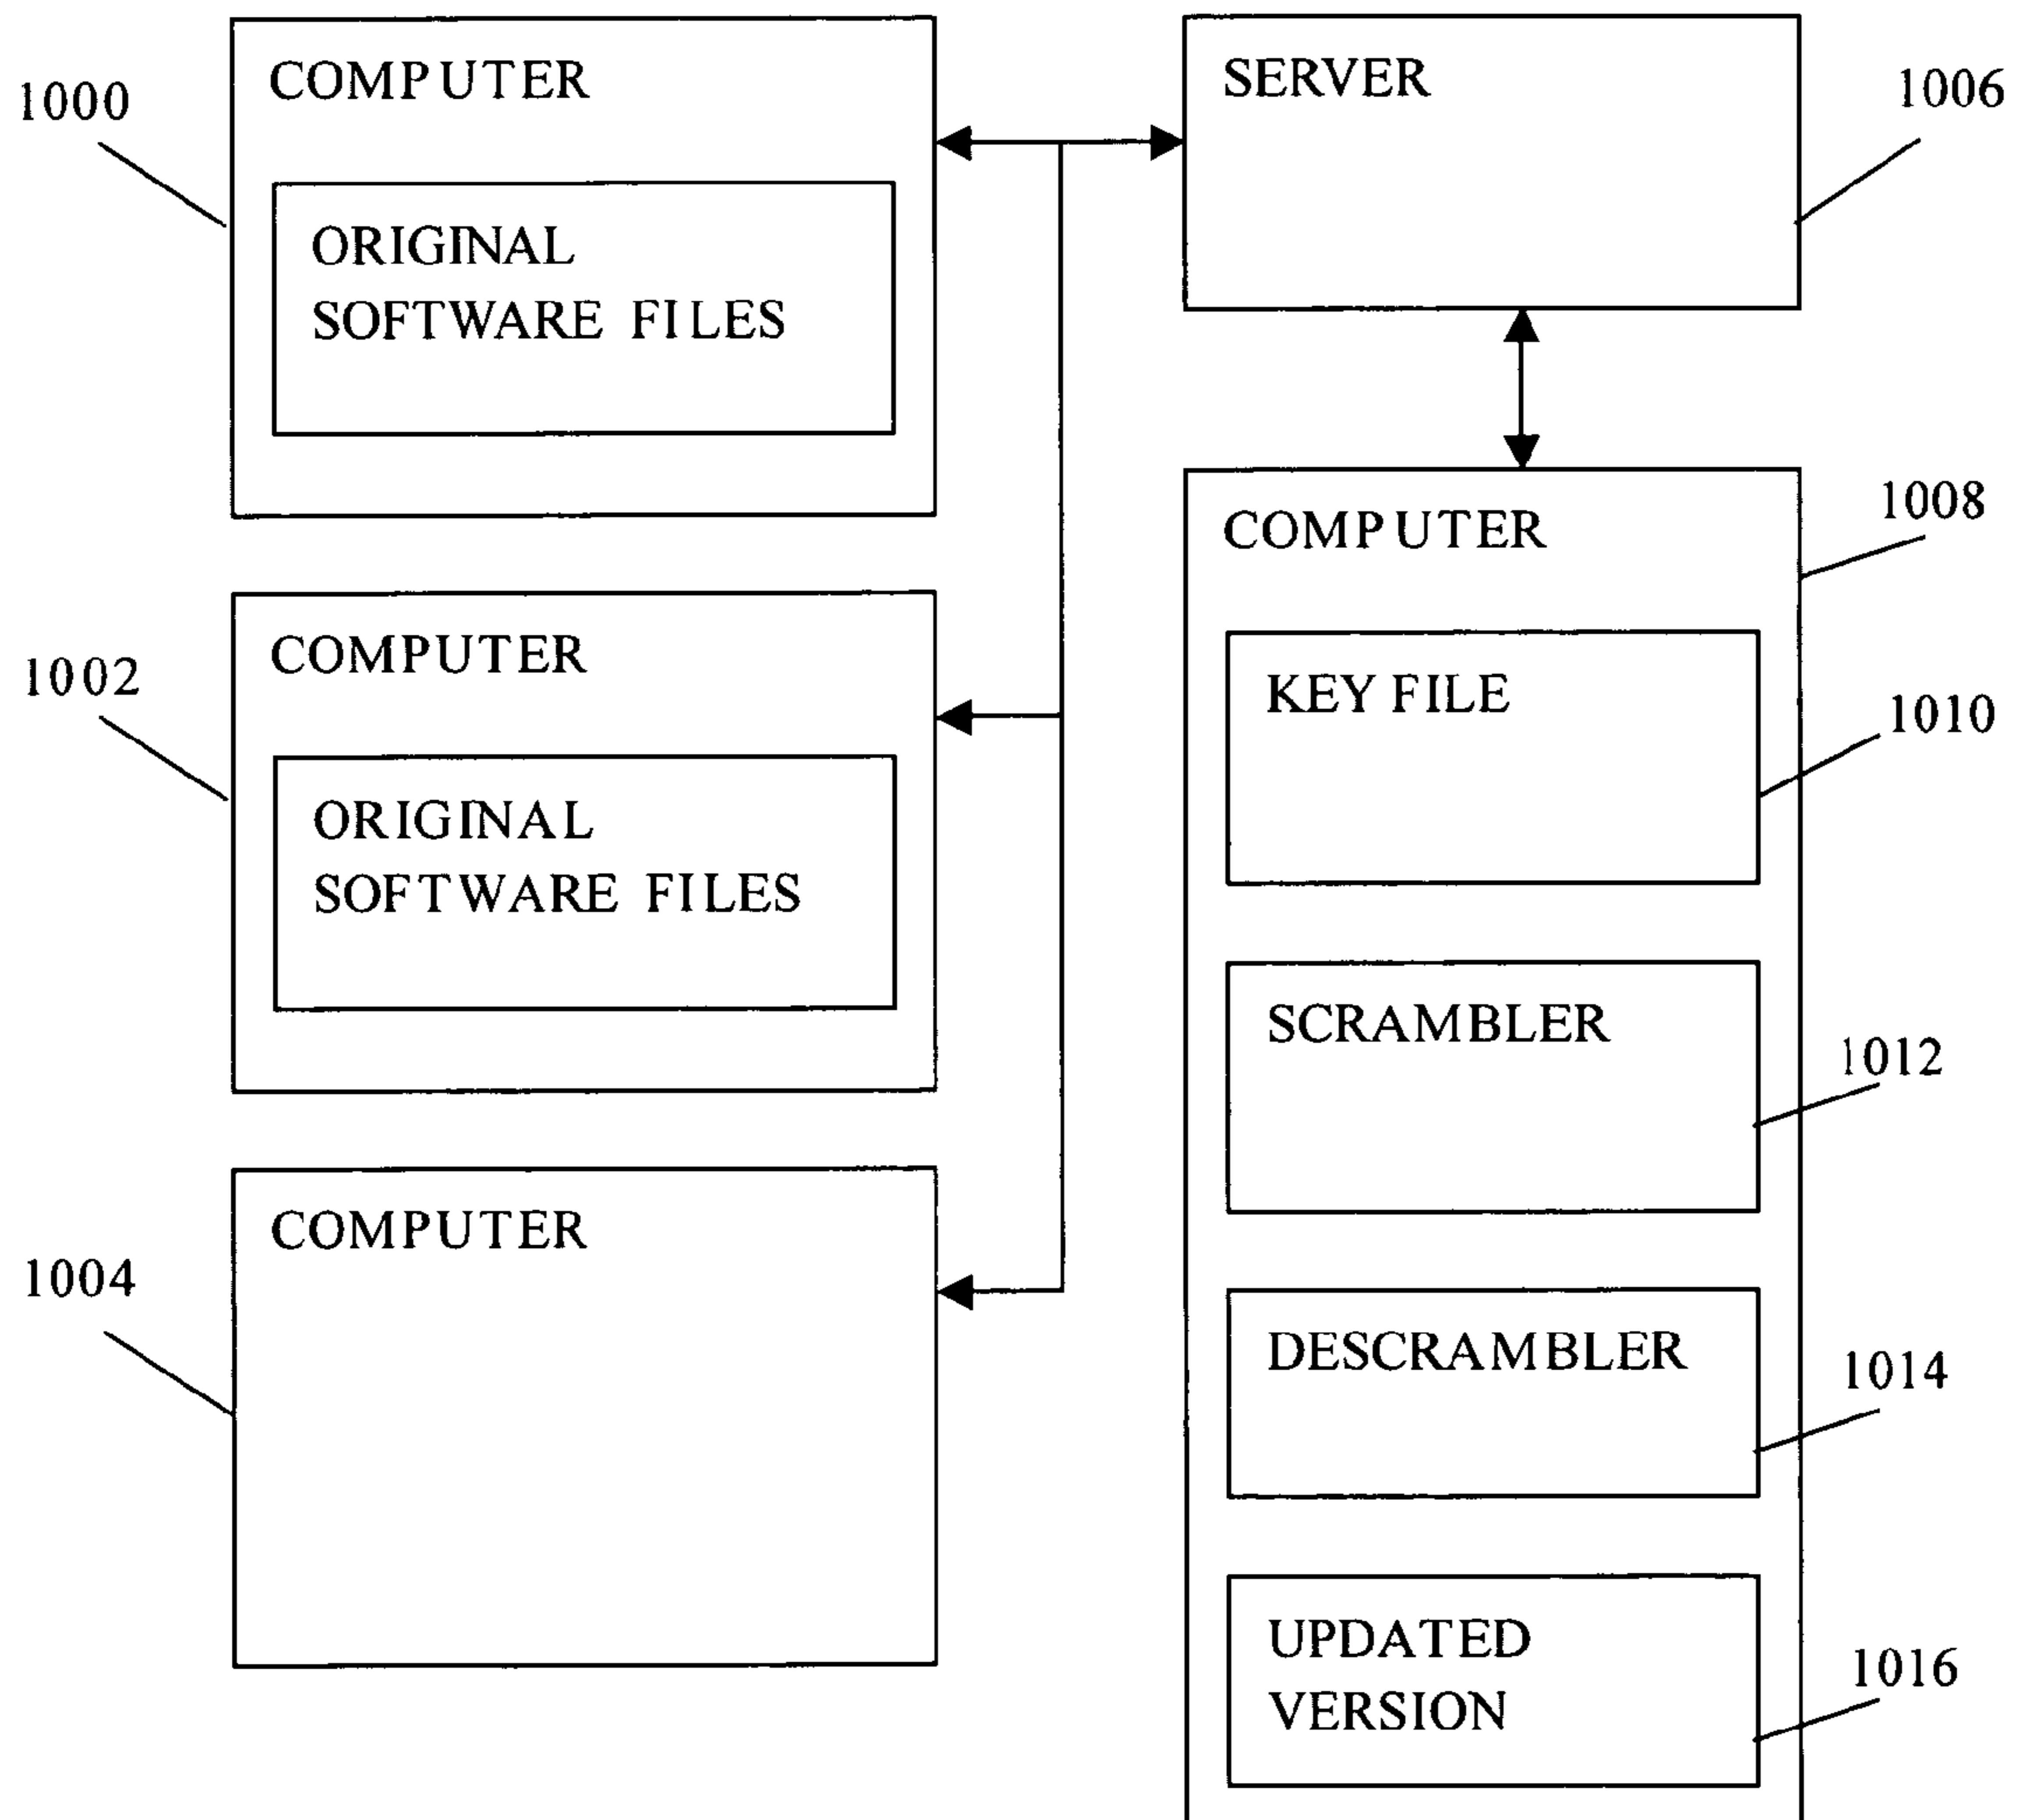 1000
COMPUTER
ORIGINAL
SOFTWARE FILES
1002
COMPUTER
ORIGINAL
SOFTWARE FILES
1004
COMPUTER
SERVER
1006
COMPUTER
1008
KEY FILE
1010
SCRAMBLER
1012
DESCRAMBLER
1014
UPDATED
VERSION
1016